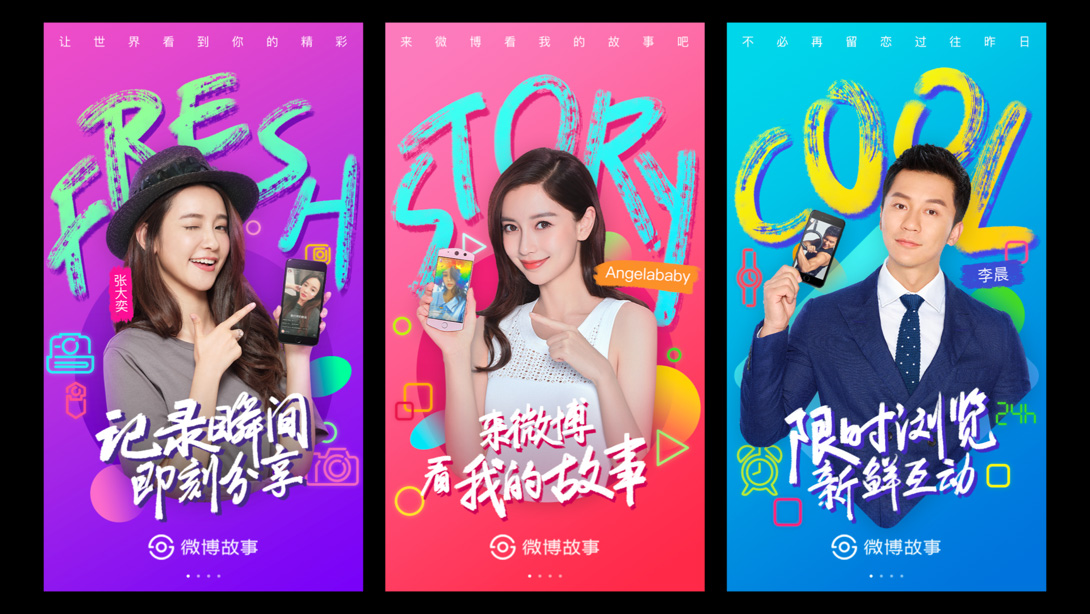 让世界看到你的精彩
FRESH
张大奕
记录瞬间
即刻分享
微博故事
来微博看我的故事吧
STORY
Angelababy
来微博
看我的故事
微博故事
不必再留恋过往昨日
COOL
李晨
24h
限时浏览
新鲜互动
微博故事